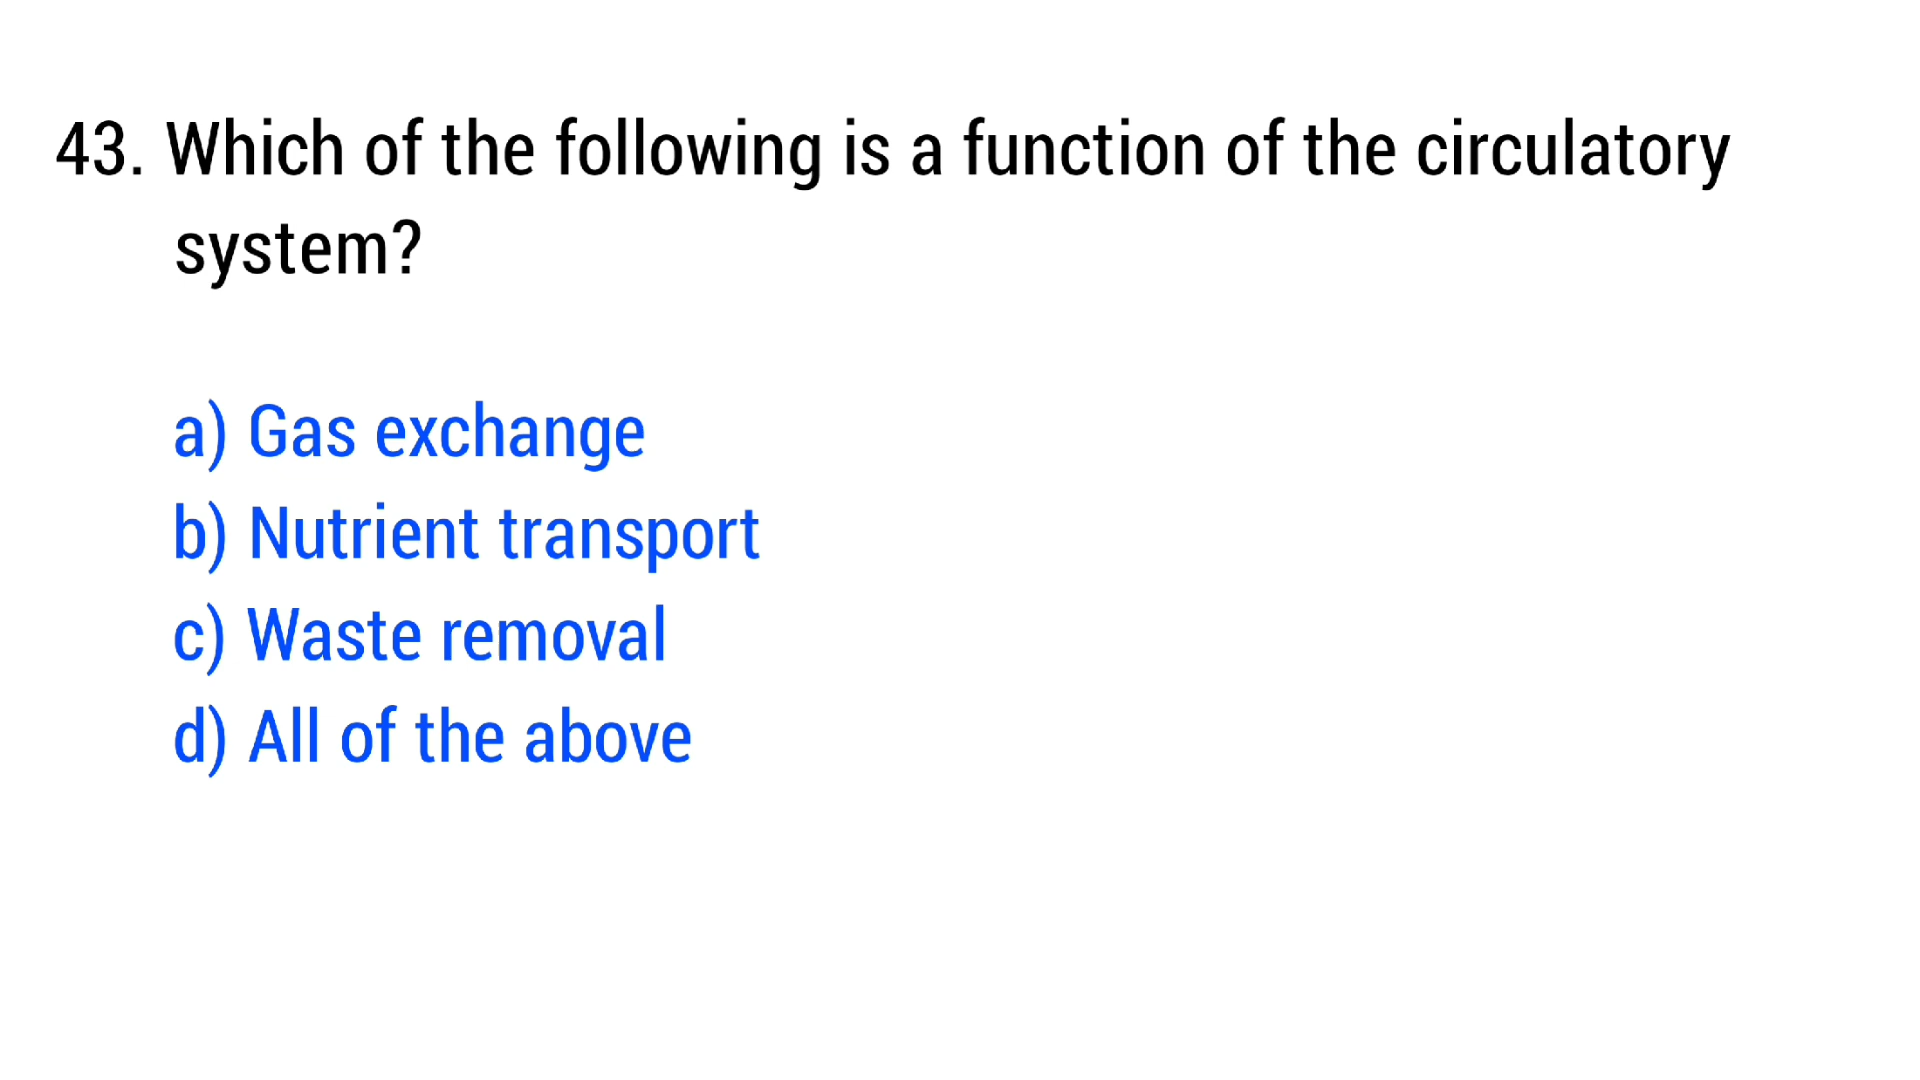 43. Which of the following is a function of the circulatory
system?
a) Gas exchange
b) Nutrient transport
c) Waste removal
d) All of the above